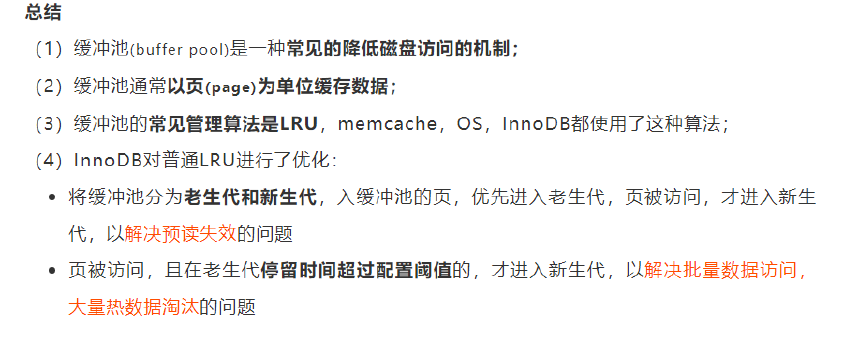 总结
（1）缓冲池(buffer pool)是一种常见的降低磁盘访问的机制；
（2）缓冲池通常以页(page)为单位缓存数据；
（3）缓冲池的常见管理算法是LRU，memcache，OS，InnoDB都使用了这种算法；
（4）InnoDB对普通LRU进行了优化：
• 将缓冲池分为老生代和新生代，入缓冲池的页，优先进入老生代，页被访问，才进入新生
代，以解决预读失效的问题
• 页被访问，且在老生代停留时间超过配置阈值的，才进入新生代，以解决批量数据访问，
大量热数据淘汰的问题